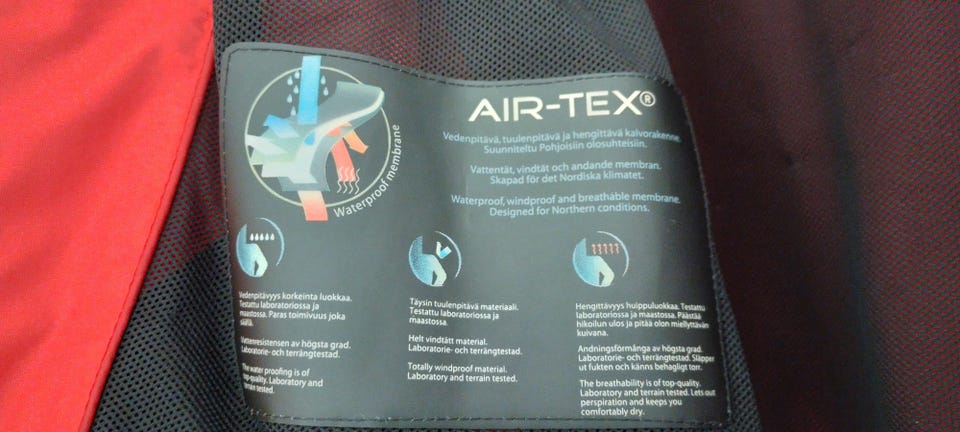 AIR-TEX®
Vedenpitävä, tuulenpitävä ja hengittävä kalvorakenne.
Suunniteltu Pohjoisiin olosuhteisiin.
Vattentät, vindtät och andande membran.
Skapad för det Nordiska klimatet.
Waterproof, windproof and breathable membrane.
Designed for Northern conditions.
Waterproof membrane
Vedenpitävyys korkeinta luokkaa.
Testattu laboratoriossa ja
maastossa. Paras toimivuus joka
säällä.
Vattenresistensen av högsta grad.
Laboratorie- och terrängtestad.
The water proofing is of
top-quality. Laboratory and
terrain tested.
Täysin tuulenpitävä materiaali.
Testattu laboratoriossa ja
maastossa.
Helt vindtätt material.
Laboratorie- och terrängtestad.
Totally windproof material.
Laboratory and terrain tested.
Hengittävyys huippuluokkaa. Testattu
laboratoriossa ja maastossa. Päästää
hikoilun ulos ja pitää olon miellyttävän
kuivana.
Andningsförmånga av högsta grad.
Laboratorie- och terrängtestad. Släpper
ut fukten och känns behagligt torr.
The breathability is of top-quality.
Laboratory and terrain tested. Lets out
perspiration and keeps you
comfortably dry.